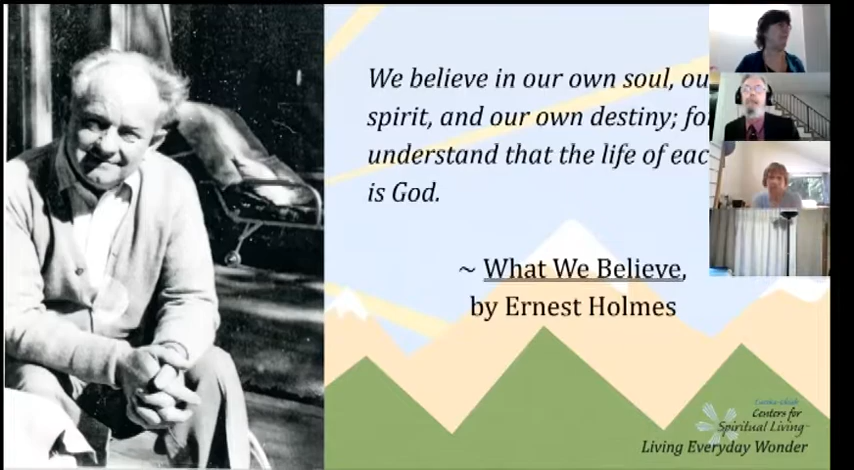 We believe in our own soul, ou
spirit, and our own destiny; fo
understand that the life of eac
is God.
~ What We Believe,
by Ernest Holmes
Centers for
Spiritual Living
Living Everyday Wonder